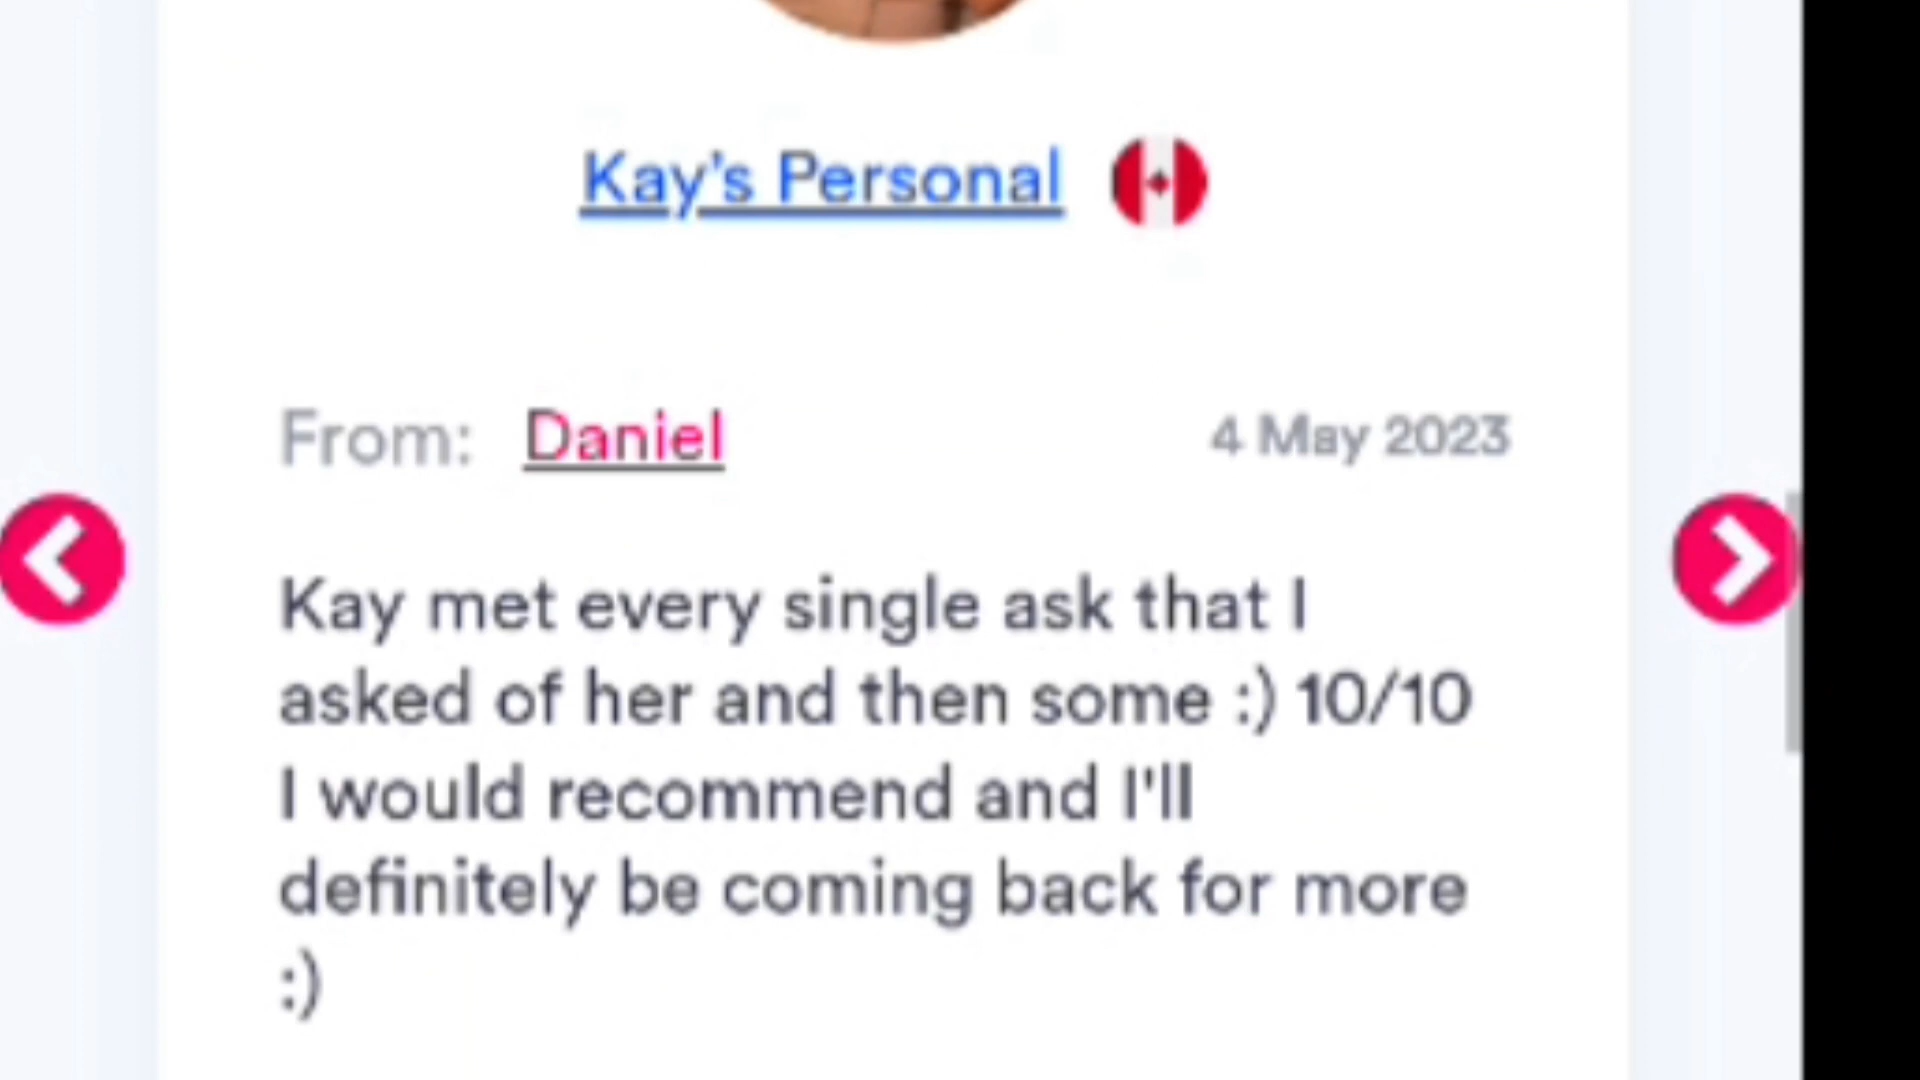 Kay's Personal
From: Daniel 4 May 2023
Kay met every single ask that I
asked of her and then some :) 10/10
I would recommend and I'll
definitely be coming back for more
:)